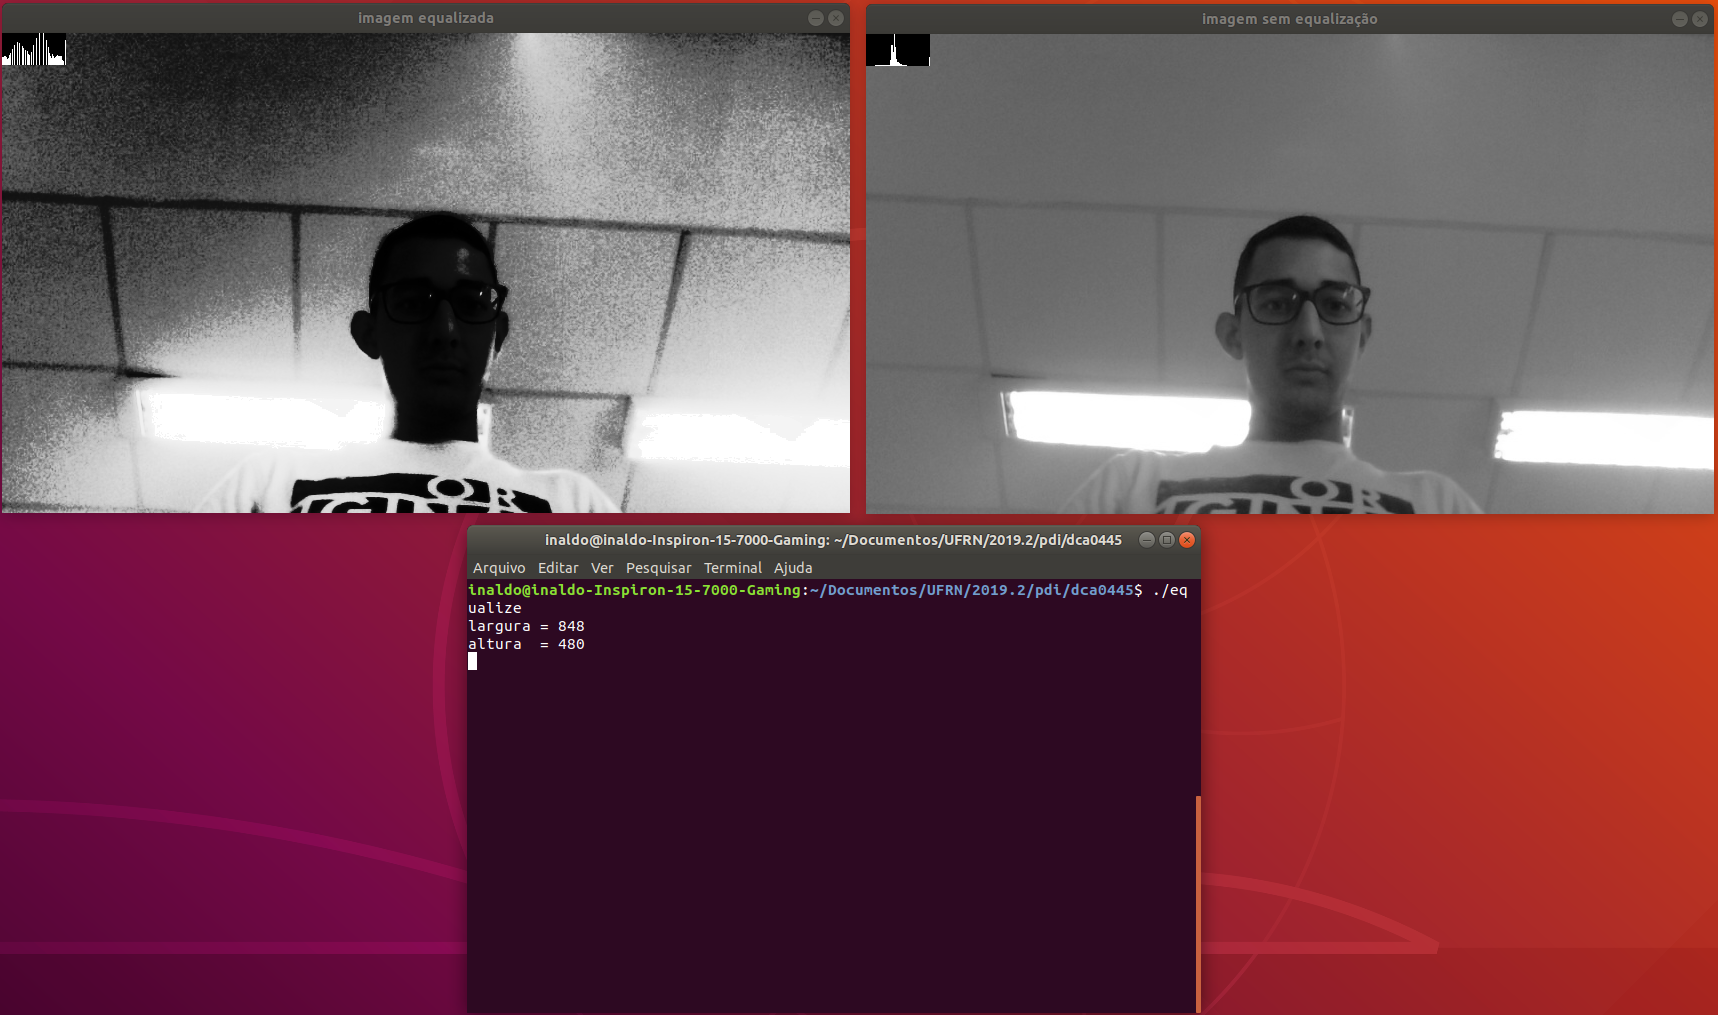 imagem equalizada
imagem sem equalização
inaldo@inaldo-Inspiron-15-7000-Gaming: ~/Documentos/UFRN/2019.2/pdi/dca0445
Arquivo Editar Ver Pesquisar Terminal Ajuda
inaldo@inaldo-Inspiron-15-7000-Gaming:~/Documentos/UFRN/2019.2/pdi/dca0445$ ./eq
ualize
largura = 848
altura  = 480